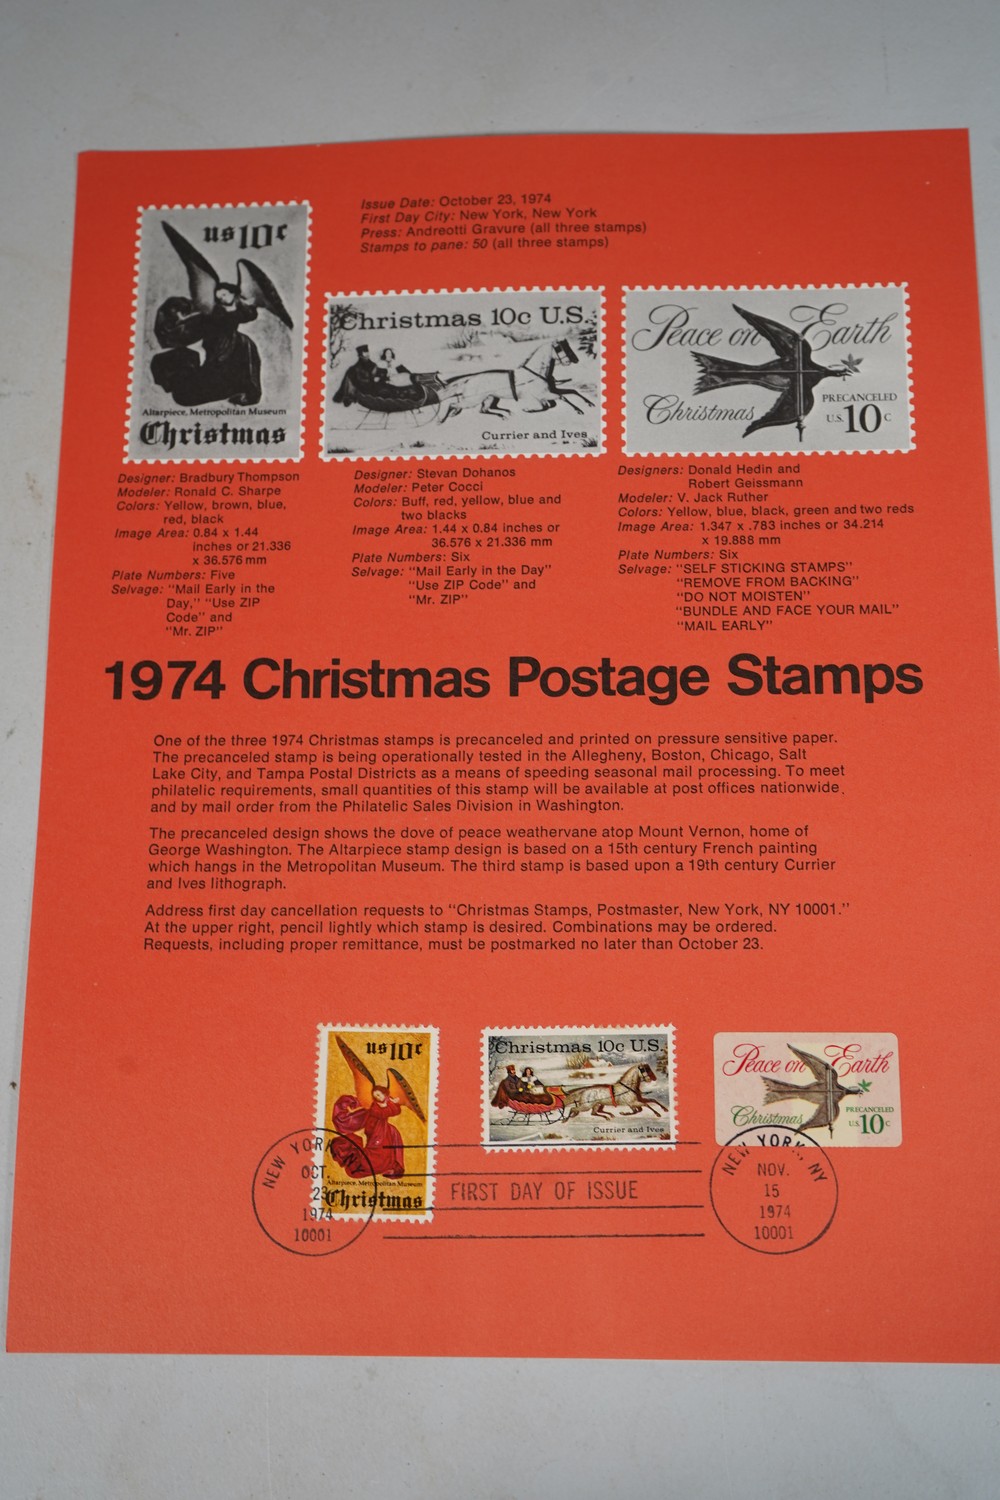 Issue Date: October 23, 1974
First Day City: New York, New York
Press: Andreotti Gravure (all three stamps)
Stamps to pane: 50 (all three stamps)
us 10c
Altarpiece, Metropolitan Museum
Christmas
Christmas 10c U.S.
Currier and Ives
Peace on Earth
Christmas
PRECANCELED
U.S. 10c
Designer: Bradbury Thompson
Modeler: Ronald C. Sharpe
Colors: Yellow, brown, blue,
red, black
Image Area: 0.84 x 1.44
inches or 21.336
x 36.576 mm
Plate Numbers: Five
Selvage: "Mail Early in the
Day," "Use ZIP
Code" and
"Mr. ZIP"
Designer: Stevan Dohanos
Modeler: Peter Cocci
Colors: Buff, red, yellow, blue and
two blacks
Image Area: 1.44 x 0.84 inches or
36.576 x 21.336 mm
Plate Numbers: Six
Selvage: "Mail Early in the Day"
"Use ZIP Code" and
"Mr. ZIP"
Designers: Donald Hedin and
Robert Geissmann
Modeler: V. Jack Ruther
Colors: Yellow, blue, black, green and two reds
Image Area: 1.347 x .783 inches or 34.214
x 19.888 mm
Plate Numbers: Six
Selvage: "SELF STICKING STAMPS"
"REMOVE FROM BACKING"
"DO NOT MOISTEN"
"BUNDLE AND FACE YOUR MAIL"
"MAIL EARLY"
1974 Christmas Postage Stamps
One of the three 1974 Christmas stamps is precanceled and printed on pressure sensitive paper.
The precanceled stamp is being operationally tested in the Allegheny, Boston, Chicago, Salt
Lake City, and Tampa Postal Districts as a means of speeding seasonal mail processing. To meet
philatelic requirements, small quantities of this stamp will be available at post offices nationwide,
and by mail order from the Philatelic Sales Division in Washington.
The precanceled design shows the dove of peace weathervane atop Mount Vernon, home of
George Washington. The Altarpiece stamp design is based on a 15th century French painting
which hangs in the Metropolitan Museum. The third stamp is based upon a 19th century Currier
and Ives lithograph.
Address first day cancellation requests to "Christmas Stamps, Postmaster, New York, NY 10001."
At the upper right, pencil lightly which stamp is desired. Combinations may be ordered.
Requests, including proper remittance, must be postmarked no later than October 23.
us 10c
Altarpiece, Metropolitan Museum
Christmas
Christmas 10c U.S.
Currier and Ives
Peace on Earth
Christmas
PRECANCELED
U.S. 10c
NEW YORK, NY
OCT.
23
1974
10001
FIRST DAY OF ISSUE
NEW YORK, NY
NOV.
15
1974
10001